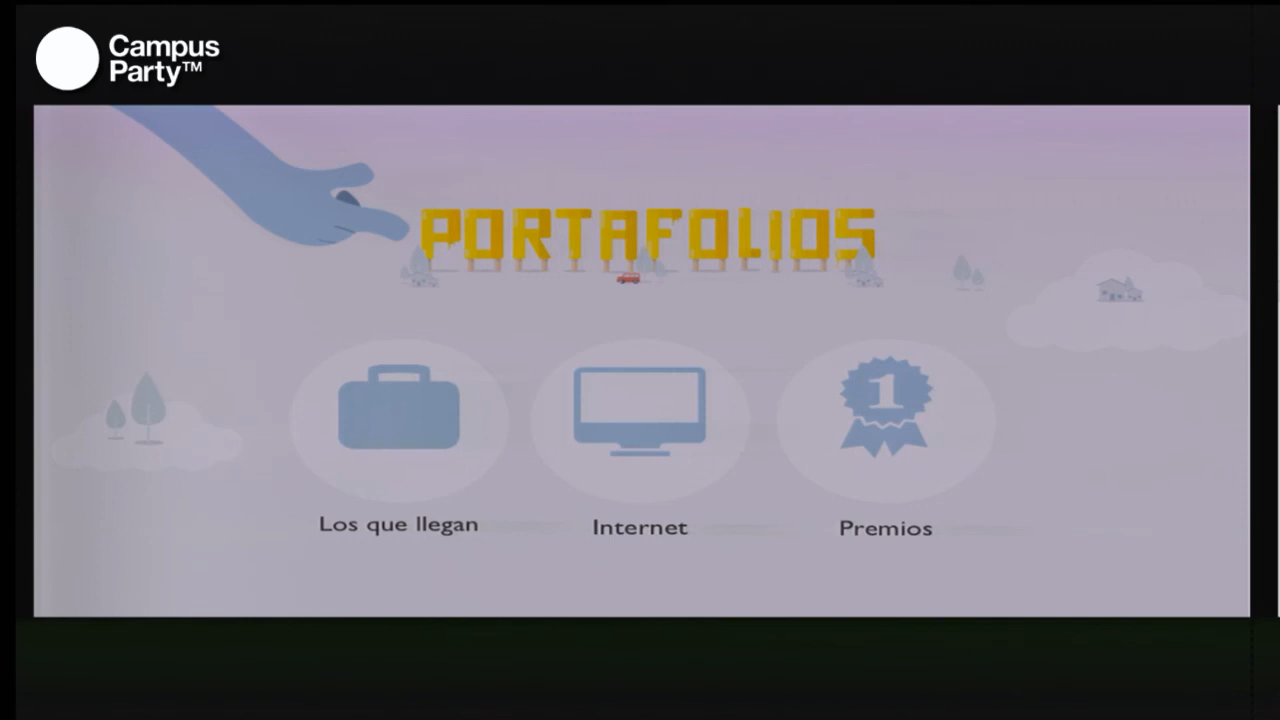 Campus
Party™
PORTAFOLIOS
1
Los que llegan
Internet
Premios